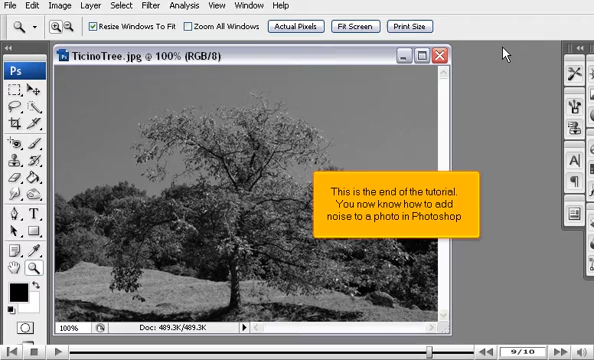 File Edit Image Layer Select Filter Analysis View Window Help
Resize Windows To Fit Zoom All Windows Actual Pixels Fit Screen Print Size
Ps
TicinoTree.jpg @ 100% (RGB/8)
This is the end of the tutorial.
You now know how to add
noise to a photo in Photoshop
A
T
100% Doc: 489.3K/489.3K
9/10